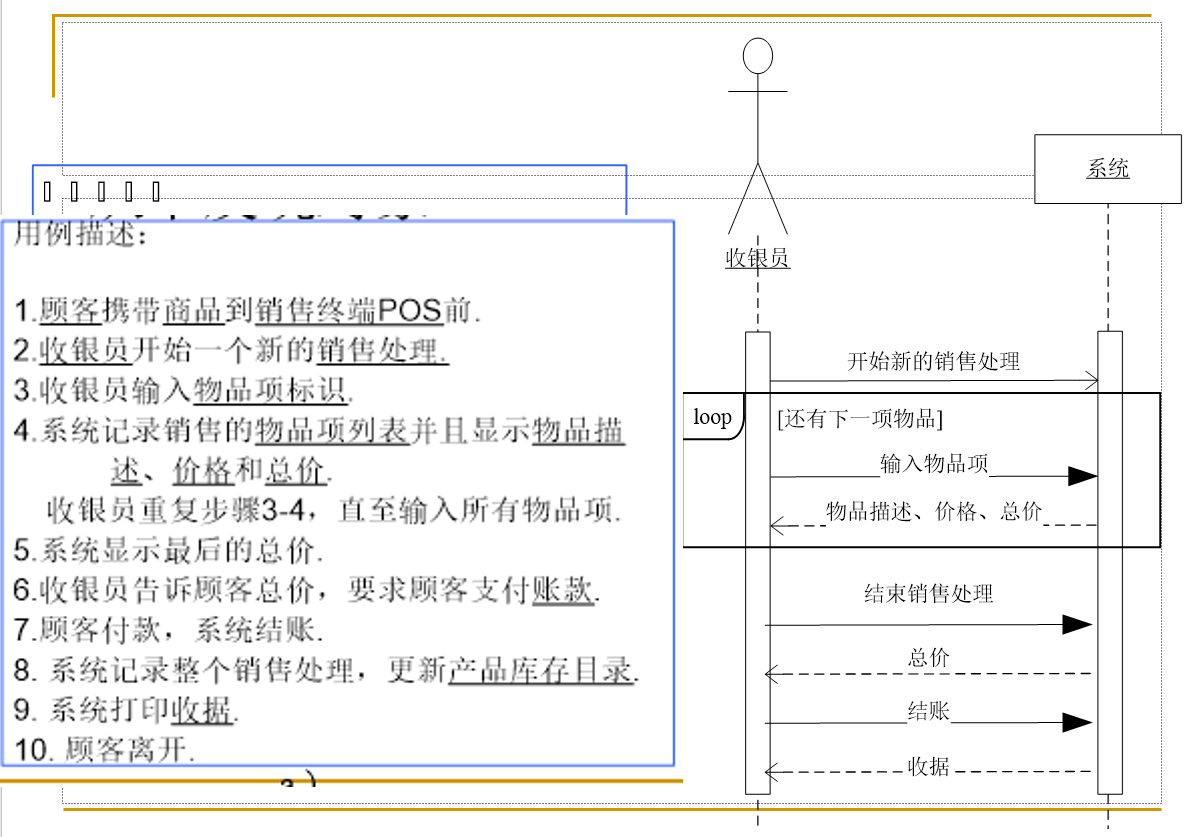 系统
收银员
用例描述：
1.顾客携带商品到销售终端POS前.
2.收银员开始一个新的销售处理.
3.收银员输入物品项标识.
4.系统记录销售的物品项列表并且显示物品描
述、价格和总价.
收银员重复步骤3-4，直至输入所有物品项.
5.系统显示最后的总价.
6.收银员告诉顾客总价，要求顾客支付账款.
7.顾客付款，系统结账.
8. 系统记录整个销售处理，更新产品库存目录.
9. 系统打印收据.
10. 顾客离开.
开始新的销售处理
loop
[还有下一项物品]
输入物品项
物品描述、价格、总价
结束销售处理
总价
结账
收据